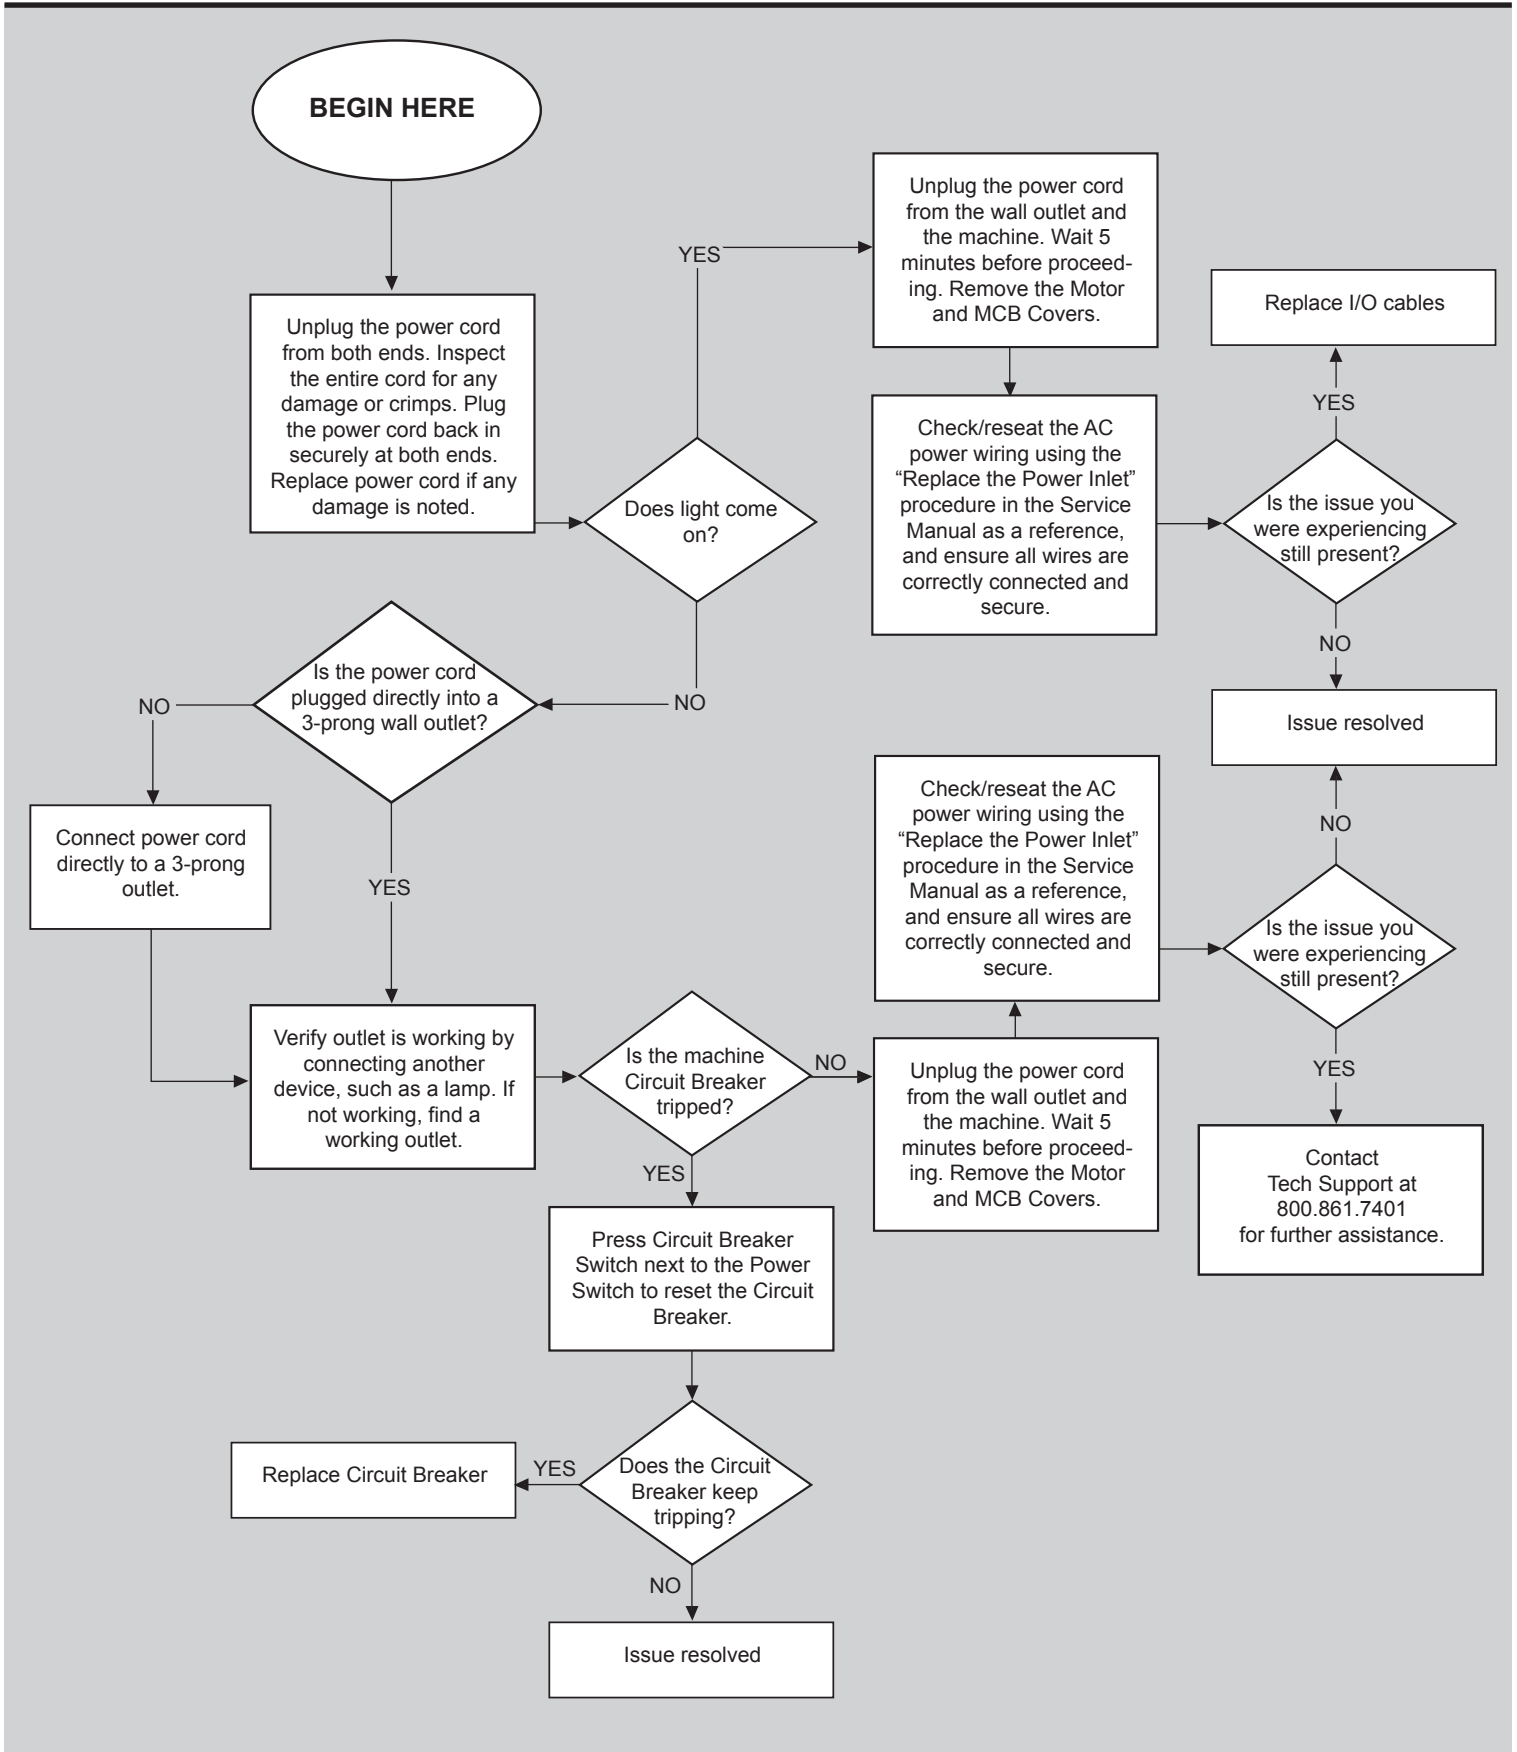 BEGIN HERE
Unplug the power cord
from both ends. Inspect
the entire cord for any
damage or crimps. Plug
the power cord back in
securely at both ends.
Replace power cord if any
damage is noted.
Does light come
on?
YES
Unplug the power cord
from the wall outlet and
the machine. Wait 5
minutes before proceed-
ing. Remove the Motor
and MCB Covers.
Check/reseat the AC
power wiring using the
“Replace the Power Inlet”
procedure in the Service
Manual as a reference,
and ensure all wires are
correctly connected and
secure.
Is the issue you
were experiencing
still present?
YES
Replace I/O cables
NO
Issue resolved
NO
Is the power cord
plugged directly into a
3-prong wall outlet?
NO
Connect power cord
directly to a 3-prong
outlet.
YES
Verify outlet is working by
connecting another
device, such as a lamp. If
not working, find a
working outlet.
Is the machine
Circuit Breaker
tripped?
NO
Unplug the power cord
from the wall outlet and
the machine. Wait 5
minutes before proceed-
ing. Remove the Motor
and MCB Covers.
Check/reseat the AC
power wiring using the
“Replace the Power Inlet”
procedure in the Service
Manual as a reference,
and ensure all wires are
correctly connected and
secure.
Is the issue you
were experiencing
still present?
NO
YES
Contact
Tech Support at
800.861.7401
for further assistance.
YES
Press Circuit Breaker
Switch next to the Power
Switch to reset the Circuit
Breaker.
Does the Circuit
Breaker keep
tripping?
YES
Replace Circuit Breaker
NO
Issue resolved